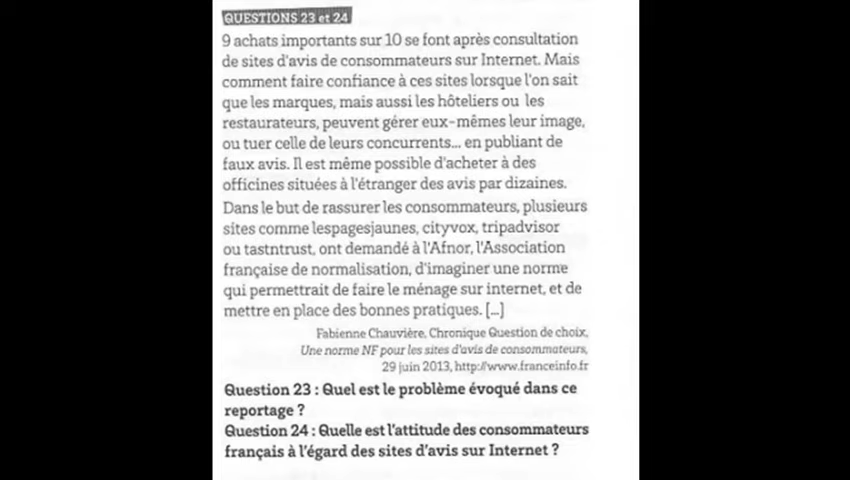 QUESTIONS 23 et 24
9 achats importants sur 10 se font après consultation
de sites d'avis de consommateurs sur Internet. Mais
comment faire confiance à ces sites lorsque l'on sait
que les marques, mais aussi les hôteliers ou les
restaurateurs, peuvent gérer eux-mêmes leur image,
ou tuer celle de leurs concurrents... en publiant de
faux avis. Il est même possible d'acheter à des
officines situées à l'étranger des avis par dizaines.
Dans le but de rassurer les consommateurs, plusieurs
sites comme lespagesjaunes, cityvox, tripadvisor
ou tastntrust, ont demandé à l'Afnor, l'Association
française de normalisation, d'imaginer une norme
qui permettrait de faire le ménage sur internet, et de
mettre en place des bonnes pratiques. [...]
Fabienne Chauvière, Chronique Question de choix,
Une norme NF pour les sites d'avis de consommateurs,
29 juin 2013, http://www.franceinfo.fr
Question 23 : Quel est le problème évoqué dans ce
reportage ?
Question 24 : Quelle est l'attitude des consommateurs
français à l'égard des sites d'avis sur Internet ?